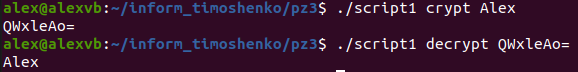 alex@alexvb:~/inform_timoshenko/pz3$ ./script1 crypt Alex
QWxleAo=
alex@alexvb:~/inform_timoshenko/pz3$ ./script1 decrypt QWxleAo=
Alex